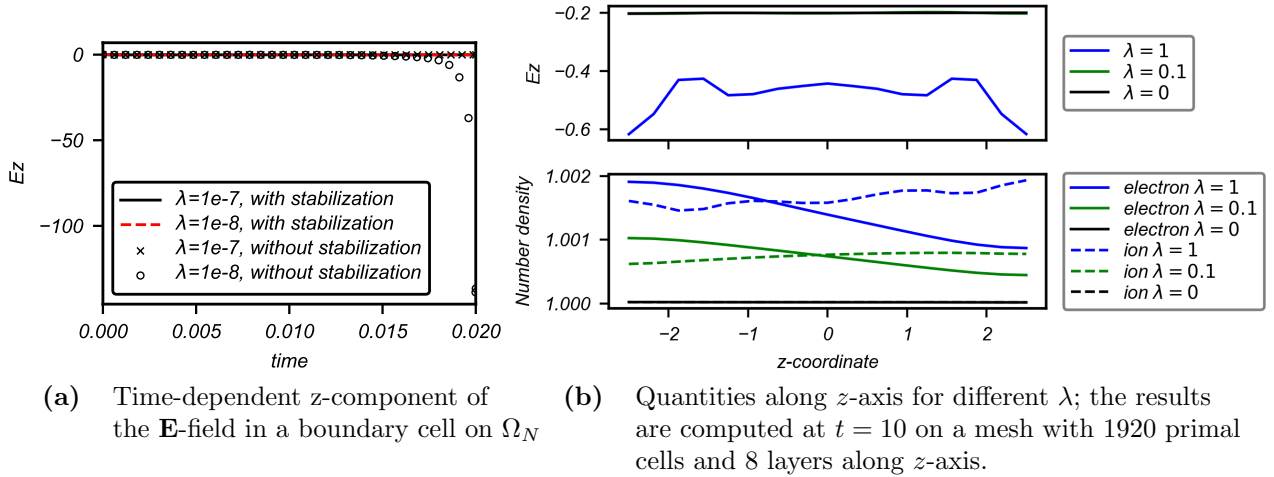 0
−50
−100
Ez
λ=1e-7, with stabilization
λ=1e-8, with stabilization
λ=1e-7, without stabilization
λ=1e-8, without stabilization
0.000 0.005 0.010 0.015 0.020
time
(a) Time-dependent z-component of
the E-field in a boundary cell on Ω_N
−0.2
−0.4
−0.6
Ez
λ = 1
λ = 0.1
λ = 0
1.002
1.001
1.000
Number density
electron λ = 1
electron λ = 0.1
electron λ = 0
ion λ = 1
ion λ = 0.1
ion λ = 0
−2 −1 0 1 2
z-coordinate
(b) Quantities along z-axis for different λ; the results
are computed at t = 10 on a mesh with 1920 primal
cells and 8 layers along z-axis.